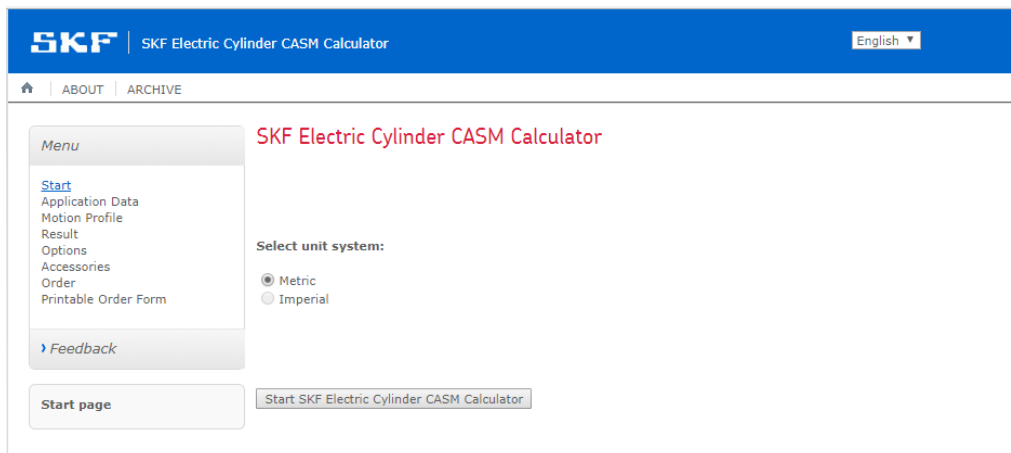 SKF SKF Electric Cylinder CASM Calculator English
ABOUT ARCHIVE
Menu
Start
Application Data
Motion Profile
Result
Options
Accessories
Order
Printable Order Form
Feedback
Start page
SKF Electric Cylinder CASM Calculator
Select unit system:
Metric
Imperial
Start SKF Electric Cylinder CASM Calculator